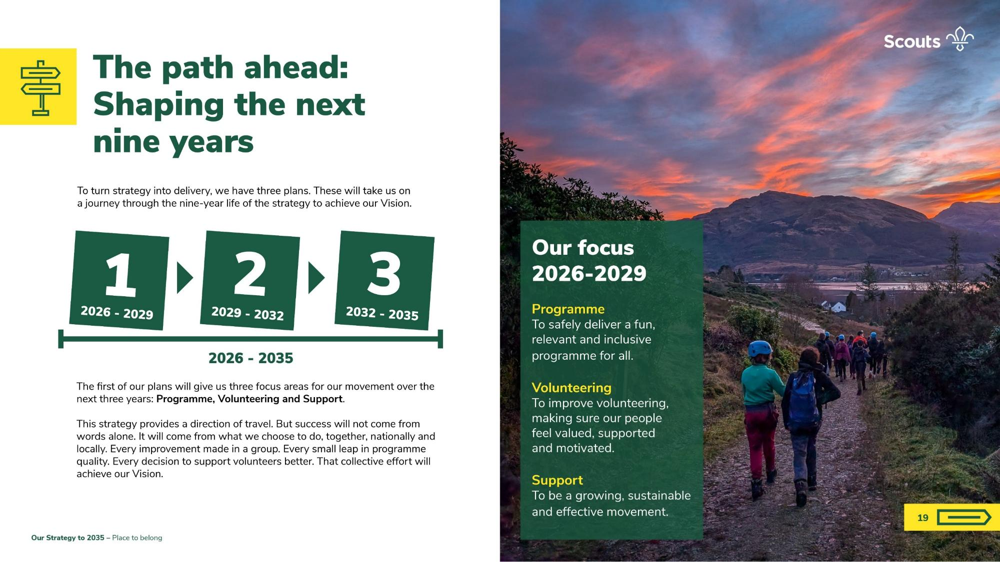 The path ahead:
Shaping the next
nine years
To turn strategy into delivery, we have three plans. These will take us on
a journey through the nine-year life of the strategy to achieve our Vision.
1
2026 - 2029
2
2029 - 2032
3
2032 - 2035
2026 - 2035
The first of our plans will give us three focus areas for our movement over the
next three years: Programme, Volunteering and Support.
This strategy provides a direction of travel. But success will not come from
words alone. It will come from what we choose to do, together, nationally and
locally. Every improvement made in a group. Every small leap in programme
quality. Every decision to support volunteers better. That collective effort will
achieve our Vision.
Our Strategy to 2035 – Place to belong
Scouts
Our focus
2026-2029
Programme
To safely deliver a fun,
relevant and inclusive
programme for all.
Volunteering
To improve volunteering,
making sure our people
feel valued, supported
and motivated.
Support
To be a growing, sustainable
and effective movement.
19